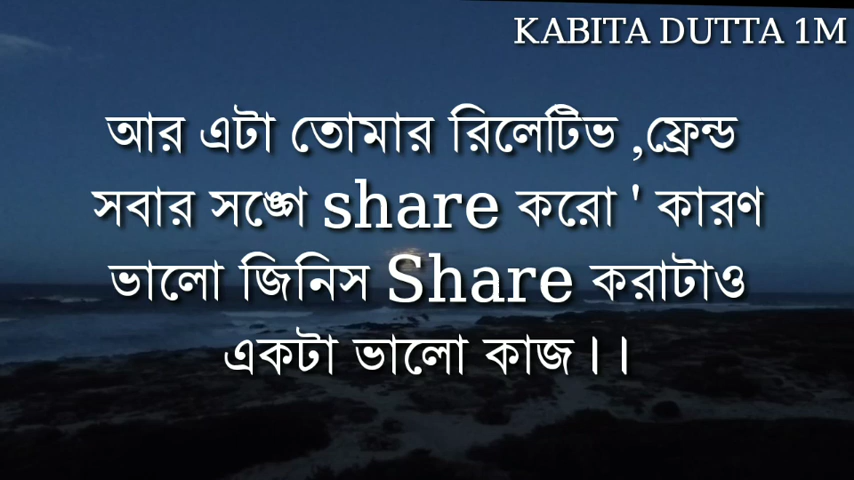 KABITA DUTTA 1M
আর এটা তোমার রিলেটিভ ,ফ্রেন্ড
সবার সঙ্গে share করো ' কারণ
ভালো জিনিস Share করাটাও
একটা ভালো কাজ।।